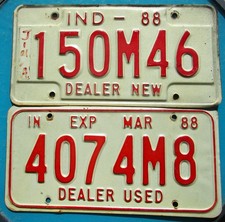 IND - 88
150M46
DEALER NEW
IN EXP MAR 88
4074M8
DEALER USED